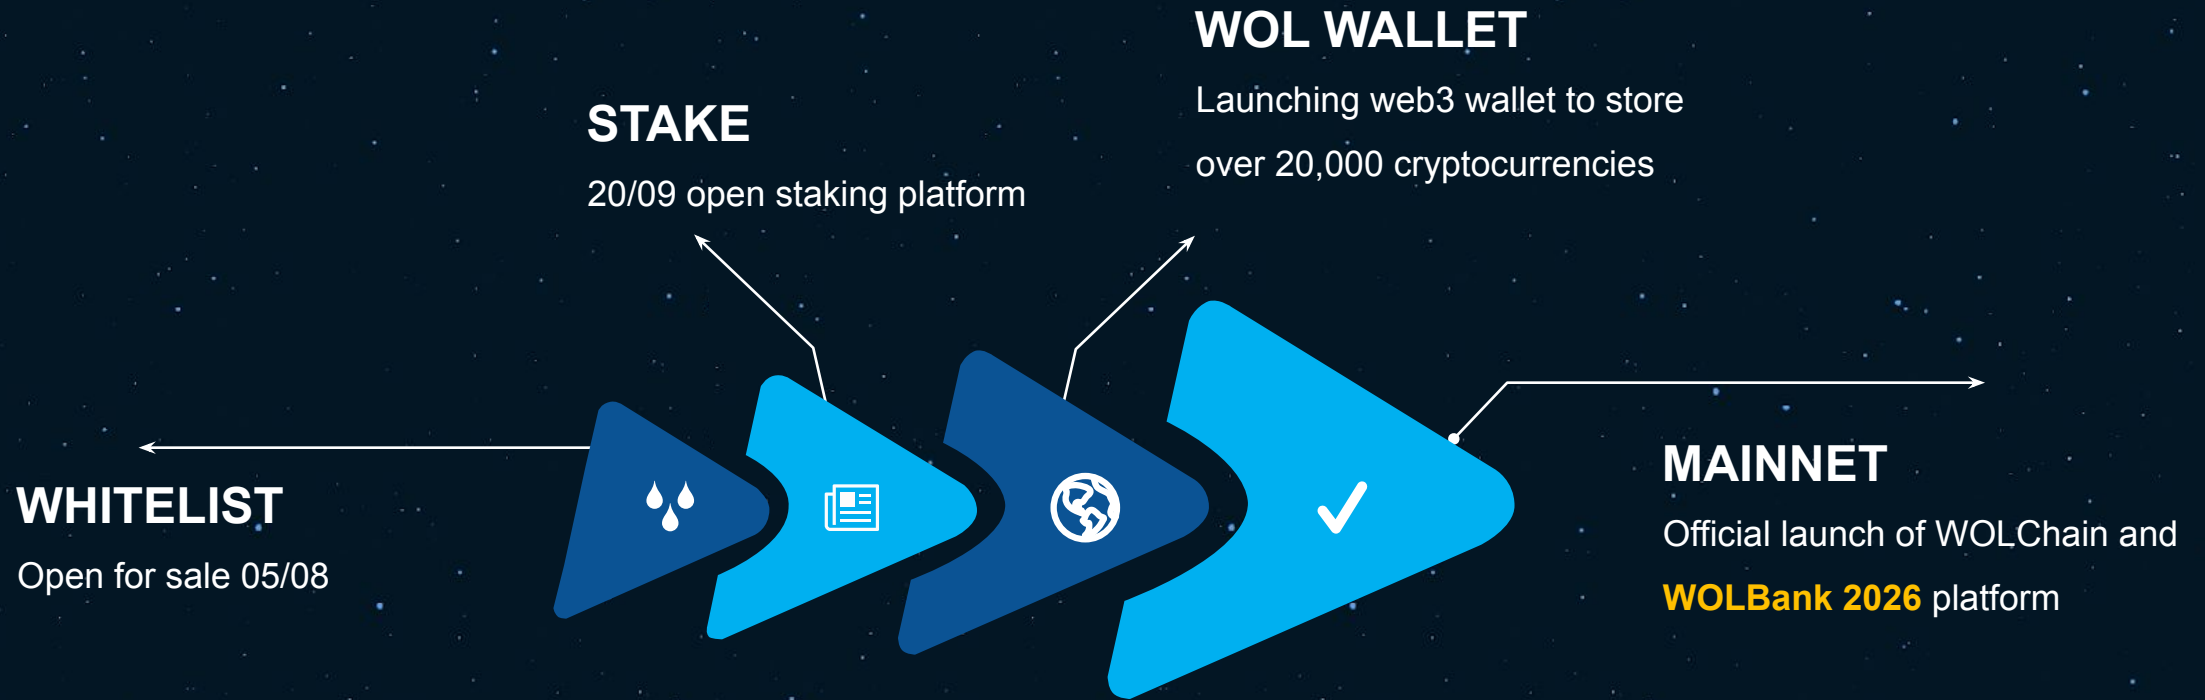 WHITELIST
Open for sale 05/08
STAKE
20/09 open staking platform
WOL WALLET
Launching web3 wallet to store
over 20,000 cryptocurrencies
MAINNET
Official launch of WOLChain and
WOLBank 2026 platform